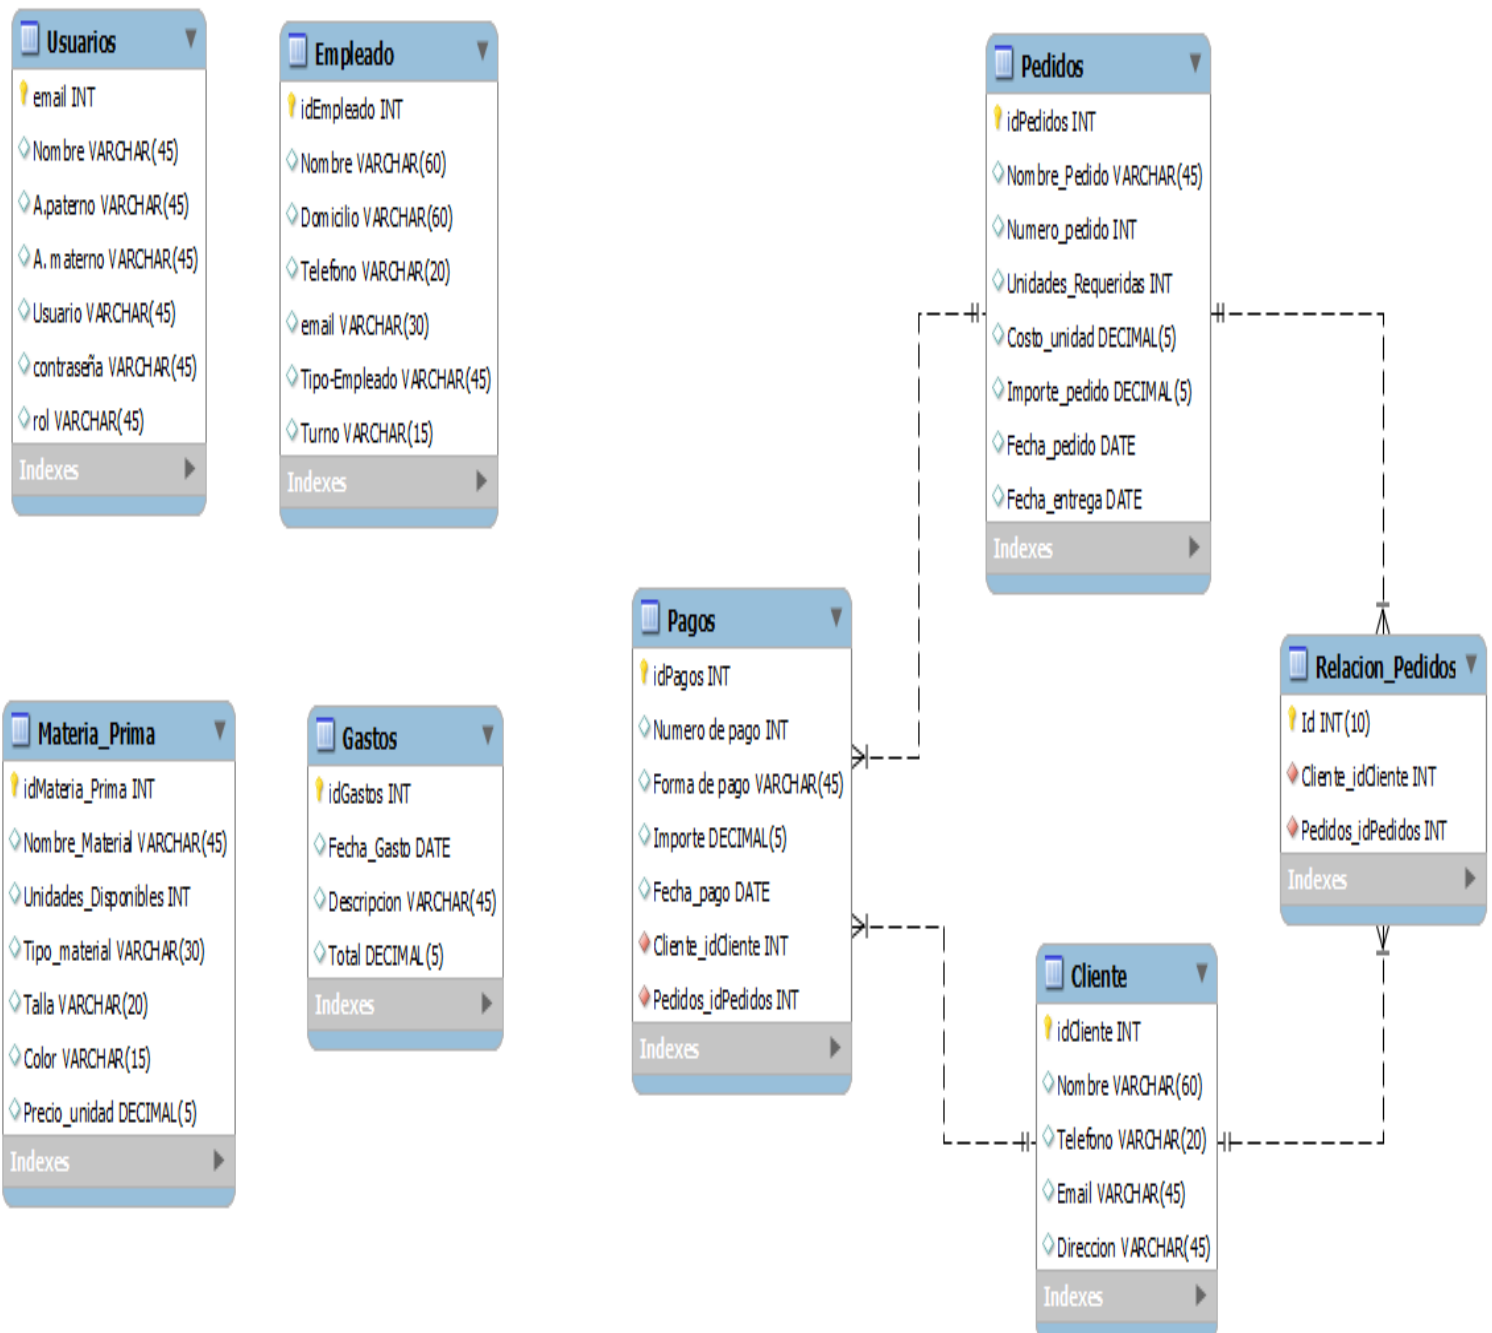 Usuarios
email INT
Nombre VARCHAR(45)
A.paterno VARCHAR(45)
A. materno VARCHAR(45)
Usuario VARCHAR(45)
contraseña VARCHAR(45)
rol VARCHAR(45)
Indexes
Empleado
idEmpleado INT
Nombre VARCHAR(60)
Domicilio VARCHAR(60)
Telefono VARCHAR(20)
email VARCHAR(30)
Tipo-Empleado VARCHAR(45)
Turno VARCHAR(15)
Indexes
Pedidos
idPedidos INT
Nombre_Pedido VARCHAR(45)
Numero_pedido INT
Unidades_Requeridas INT
Costo_unidad DECIMAL(5)
Importe_pedido DECIMAL(5)
Fecha_pedido DATE
Fecha_entrega DATE
Indexes
Materia_Prima
idMateria_Prima INT
Nombre_Material VARCHAR(45)
Unidades_Disponibles INT
Tipo_material VARCHAR(30)
Talla VARCHAR(20)
Color VARCHAR(15)
Precio_unidad DECIMAL(5)
Indexes
Gastos
idGastos INT
Fecha_Gasto DATE
Descripcion VARCHAR(45)
Total DECIMAL(5)
Indexes
Pagos
idPagos INT
Numero de pago INT
Forma de pago VARCHAR(45)
Importe DECIMAL(5)
Fecha_pago DATE
Cliente_idCliente INT
Pedidos_idPedidos INT
Indexes
Relacion_Pedidos
Id INT(10)
Cliente_idCliente INT
Pedidos_idPedidos INT
Indexes
Cliente
idCliente INT
Nombre VARCHAR(60)
Telefono VARCHAR(20)
Email VARCHAR(45)
Direccion VARCHAR(45)
Indexes